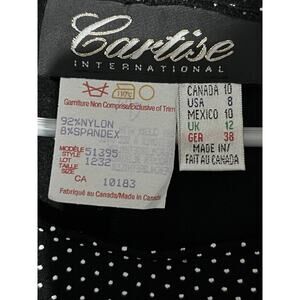 Cartise
INTERNATIONAL
110°
Garniture Non Comprise/Exclusive of Trim
92% NYLON
8% SPANDEX
MODÈLE
STYLE 51395
LOT 1232
TAILLE
SIZE
CA 10183
Fabriqué au Canada/Made in Canada
CANADA 10
USA 8
MEXICO 10
UK 12
GER 38
MADE IN/
FAIT AU CANADA